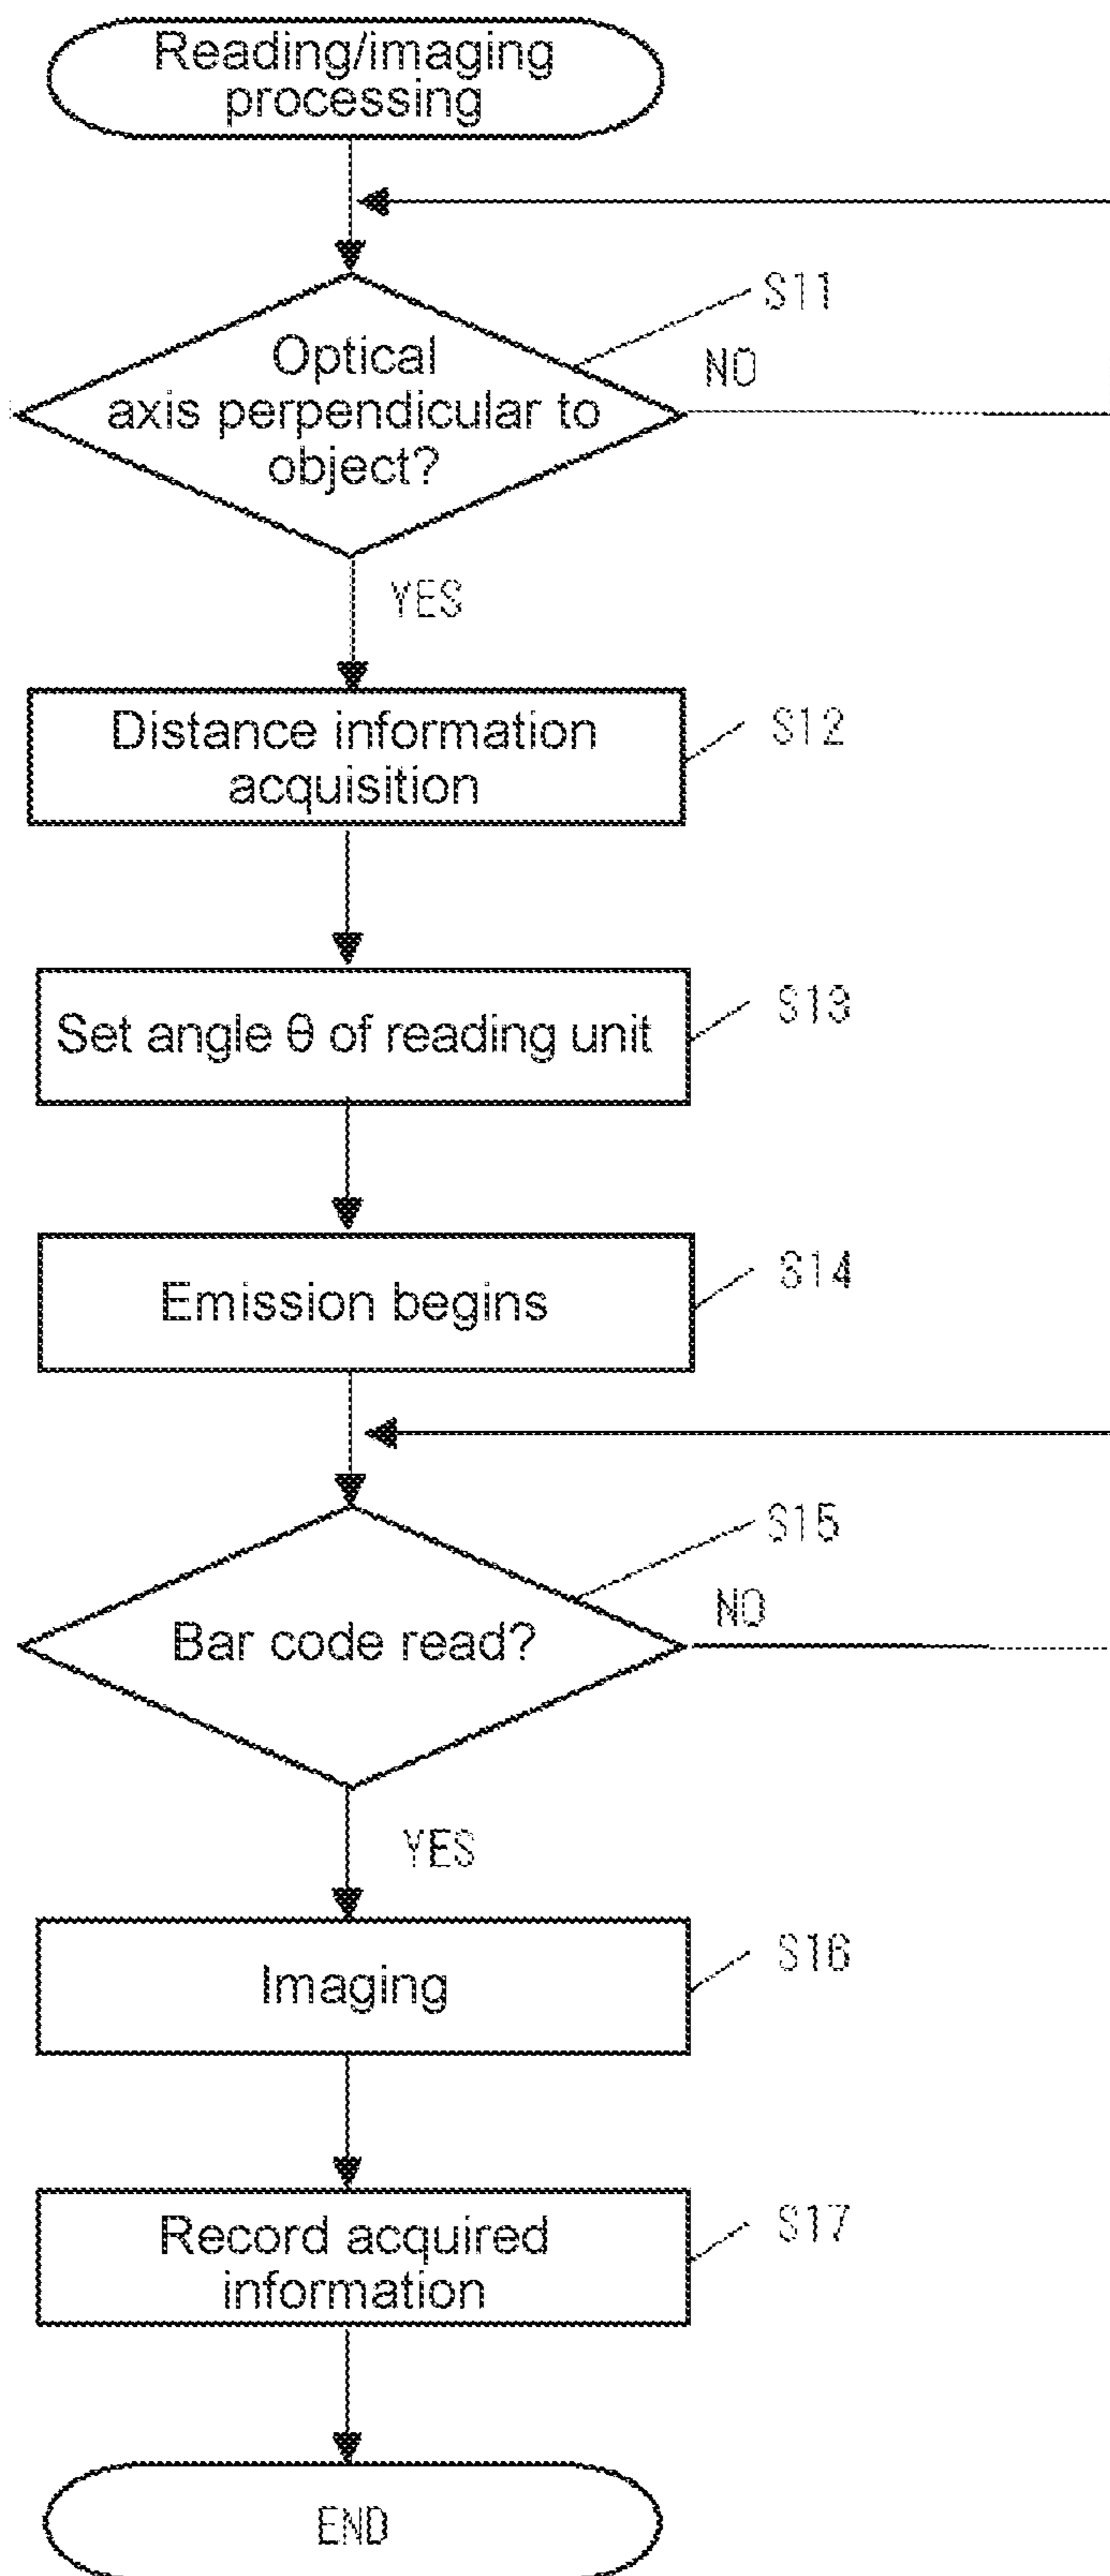 Reading/imaging
processing
S11
Optical
axis perpendicular to
object?
NO
YES
Distance information
acquisition
S12
Set angle θ of reading unit
S13
Emission begins
S14
S15
Bar code read?
NO
YES
Imaging
S16
Record acquired
information
S17
END